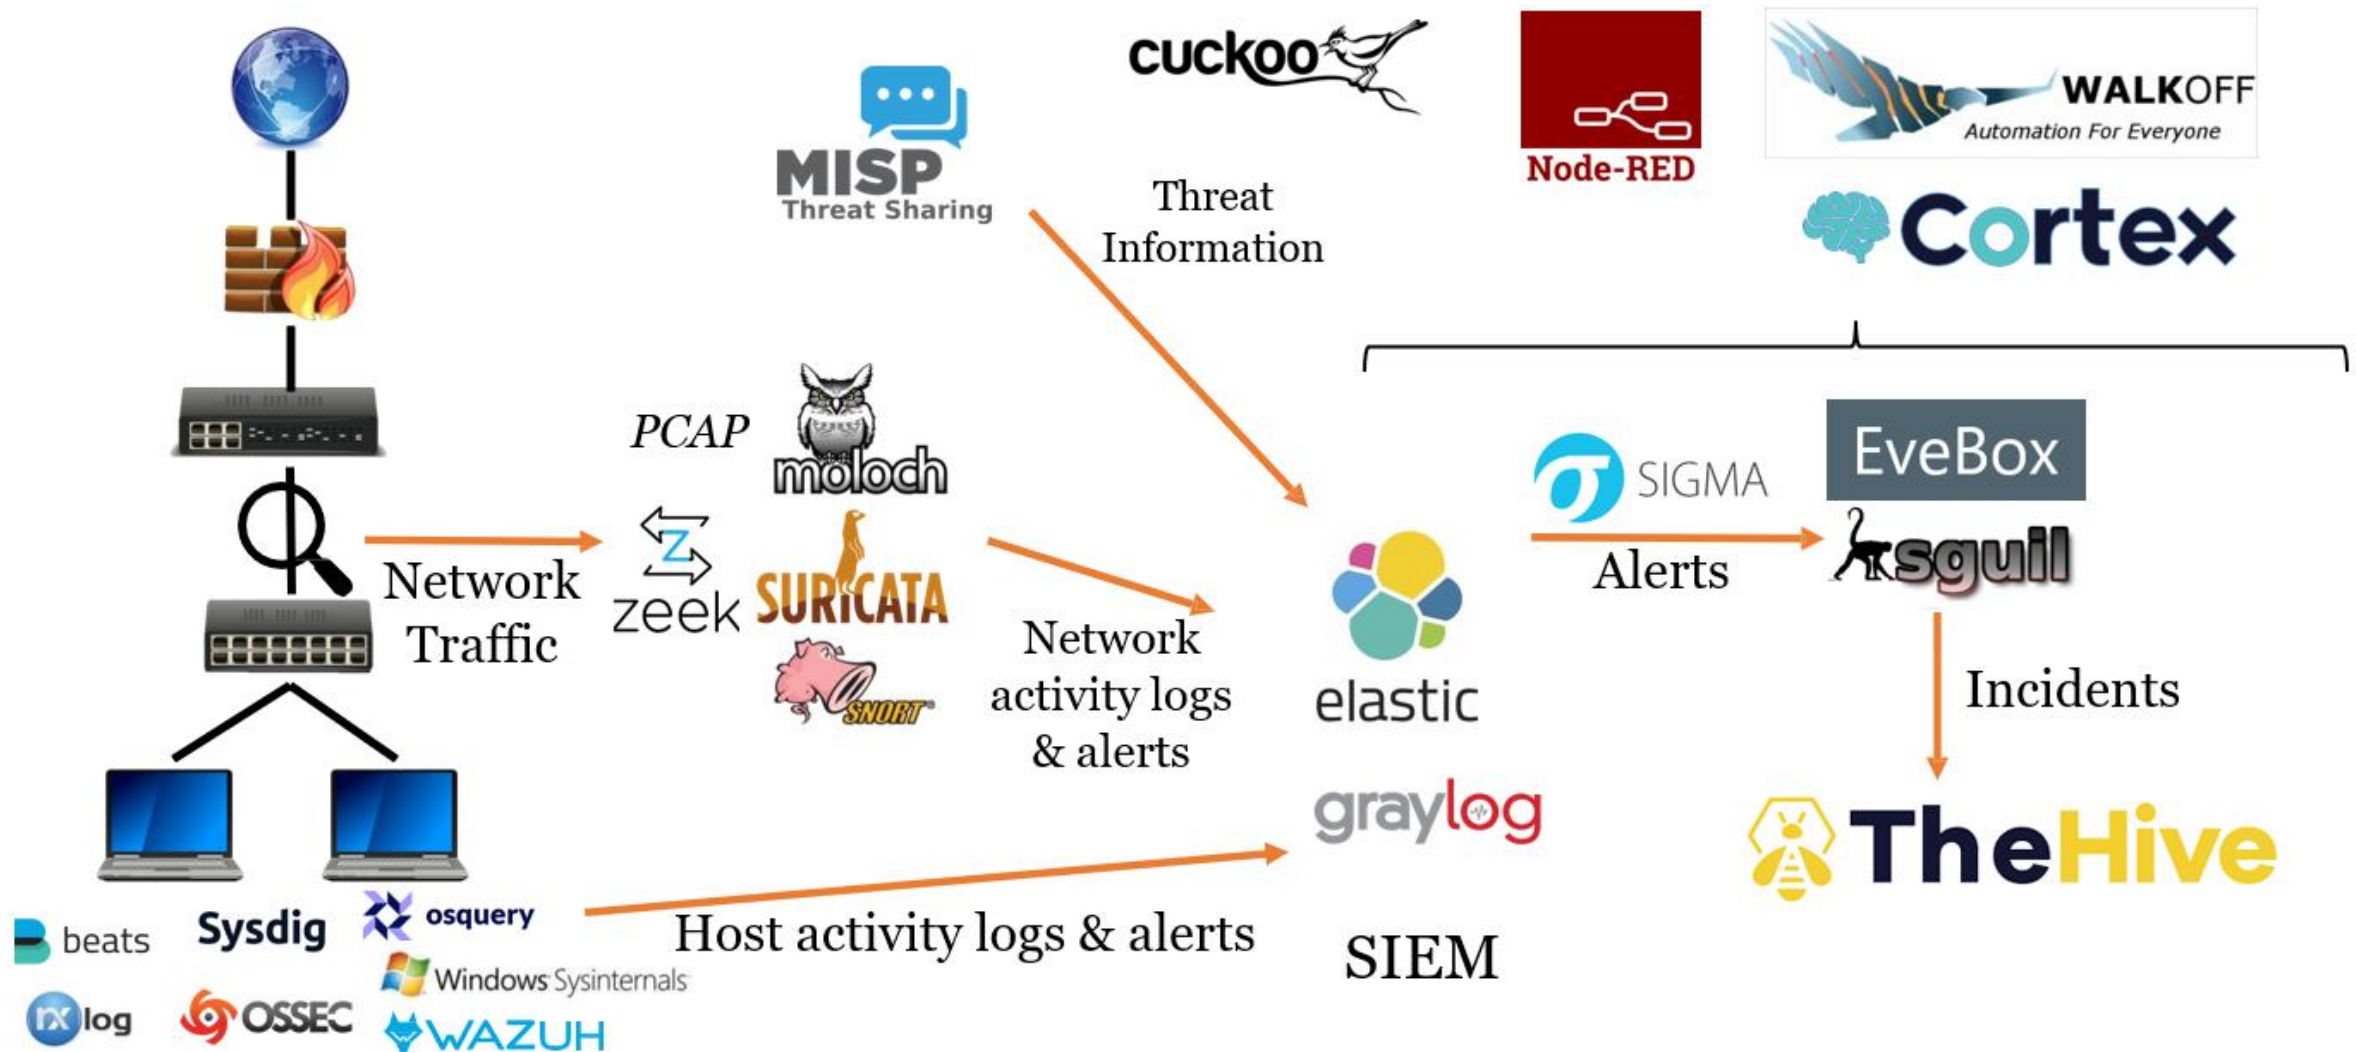 cuckoo
MISP
Threat Sharing
Node-RED
WALKOFF
Automation For Everyone
Threat
Information
Cortex
PCAP
moloch
zeek
SURICATA
SNORT®
Network
Traffic
Network
activity logs
& alerts
elastic
graylog
SIEM
SIGMA
Alerts
EveBox
sguil
Incidents
TheHive
Host activity logs & alerts
beats
Sysdig
osquery
Windows Sysinternals
nxlog
OSSEC
WAZUH